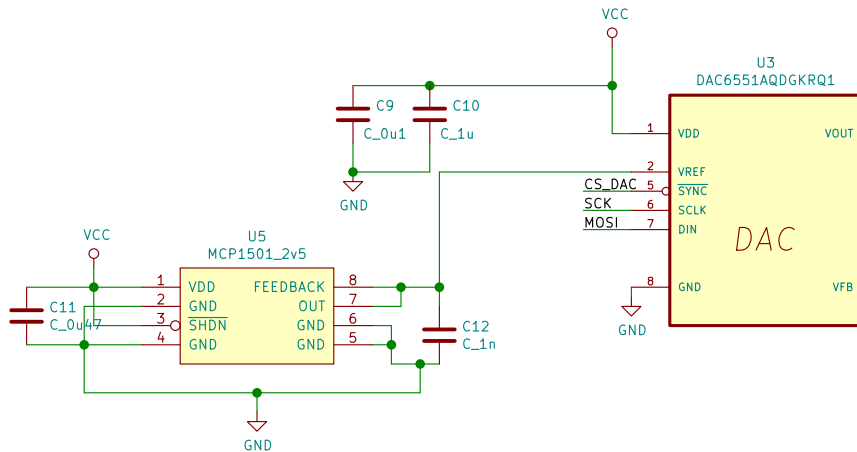 VCC
U3
DAC6551AQDGKRQ1
C9
C_0u1
C10
C_1u
GND
1
VDD
VOUT
2
VREF
CS_DAC
5
SYNC
SCK
6
SCLK
MOSI
7
DIN
DAC
8
GND
VFB
GND
VCC
U5
MCP1501_2v5
1
VDD
FEEDBACK
8
2
GND
OUT
7
3
SHDN
GND
6
4
GND
GND
5
C11
C_0u47
C12
C_1n
GND